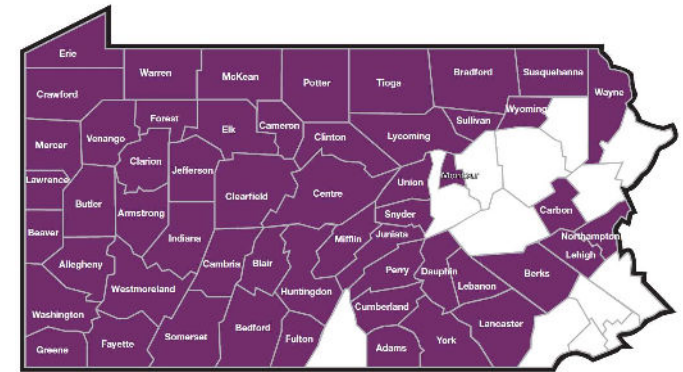 Erie
Warren
McKean
Potter
Tioga
Bradford
Susquehanna
Crawford
Wayne
Wyoming
Forest
Elk
Cameron
Sullivan
Mercer
Venango
Clinton
Lycoming
Clarion
Jefferson
Lawrence
Clearfield
Centre
Union
Montour
Butler
Armstrong
Snyder
Carbon
Beaver
Indiana
Mifflin
Juniata
Northampton
Lehigh
Allegheny
Cambria
Blair
Perry
Dauphin
Berks
Westmoreland
Huntingdon
Lebanon
Washington
Cumberland
Lancaster
Greene
Fayette
Somerset
Bedford
Fulton
Adams
York